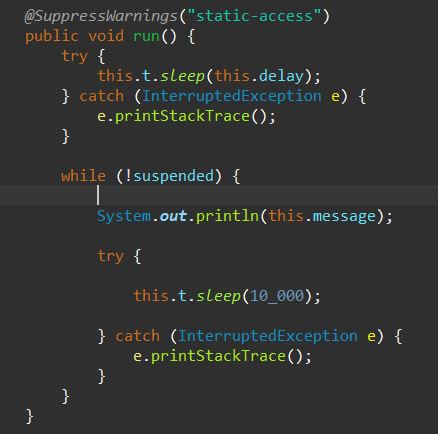 @SuppressWarnings("static-access")
public void run() {
try {
this.t.sleep(this.delay);
} catch (InterruptedException e) {
e.printStackTrace();
}
while (!suspended) {
System.out.println(this.message);
try {
this.t.sleep(10_000);
} catch (InterruptedException e) {
e.printStackTrace();
}
}
}